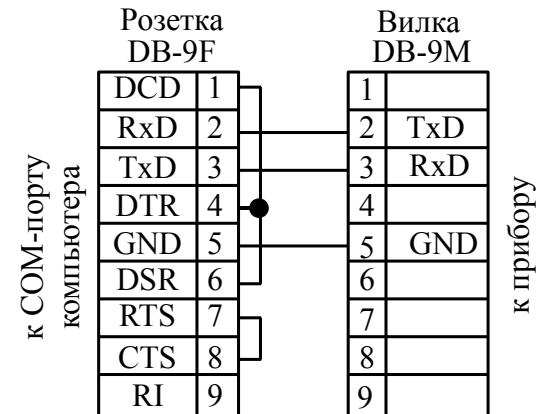 Розетка
DB-9F
Вилка
DB-9M
к COM-порту
компьютера
DCD 1
RxD 2
TxD 3
DTR 4
GND 5
DSR 6
RTS 7
CTS 8
RI 9
1
2 TxD
3 RxD
4
5 GND
6
7
8
9
к прибору